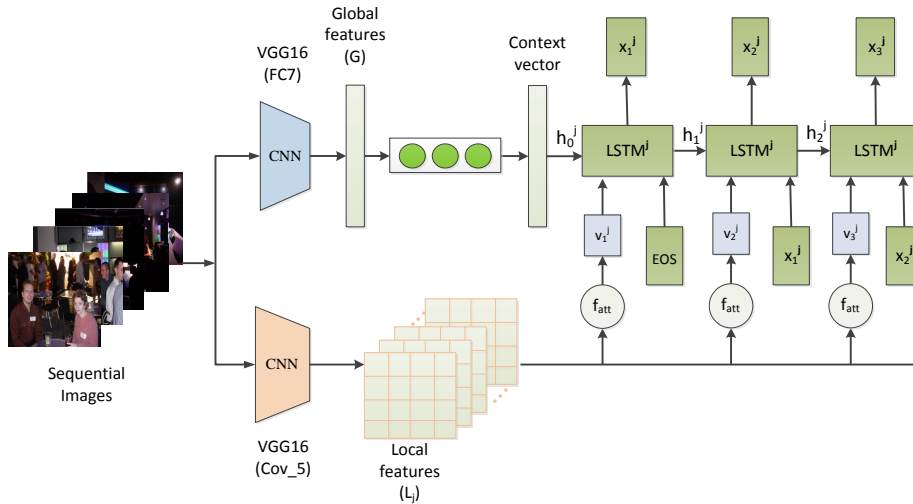 Global
features
(G)
VGG16
(FC7)
Context
vector
x₁ʲ
x₂ʲ
x₃ʲ
CNN
h₀ʲ
LSTMʲ
h₁ʲ
LSTMʲ
h₂ʲ
LSTMʲ
v₁ʲ
EOS
v₂ʲ
x₁ʲ
v₃ʲ
x₂ʲ
fₐₜₜ
fₐₜₜ
fₐₜₜ
CNN
Sequential
Images
VGG16
(Cov_5)
Local
features
(Lⱼ)